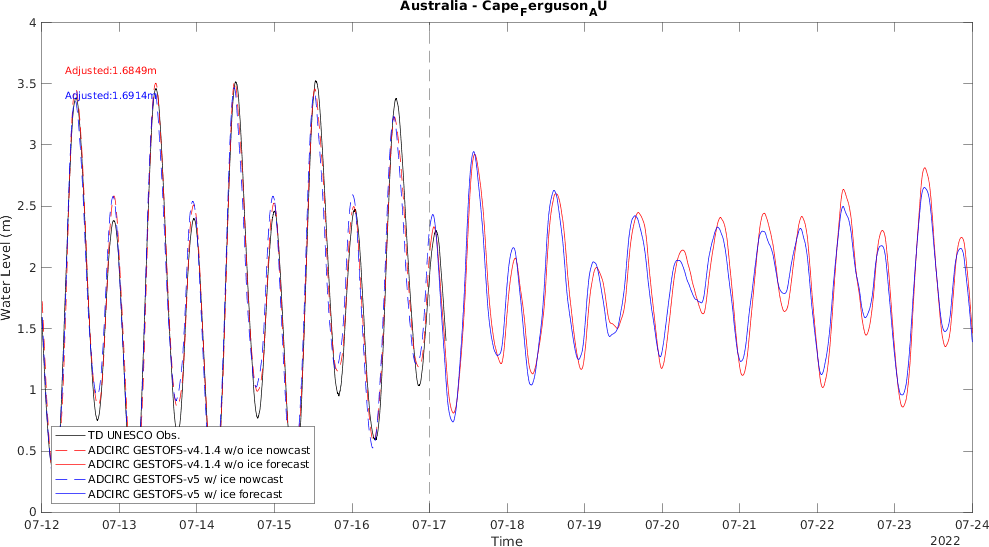 Australia - Cape_Ferguson_AU
4
3.5
3
2.5
2
1.5
1
0.5
0
Water Level (m)
Adjusted:1.6849m
Adjusted:1.6914m
TD UNESCO Obs.
ADCIRC GESTOFS-v4.1.4 w/o ice nowcast
ADCIRC GESTOFS-v4.1.4 w/o ice forecast
ADCIRC GESTOFS-v5 w/ ice nowcast
ADCIRC GESTOFS-v5 w/ ice forecast
07-12 07-13 07-14 07-15 07-16 07-17 07-18 07-19 07-20 07-21 07-22 07-23 07-24
Time
2022